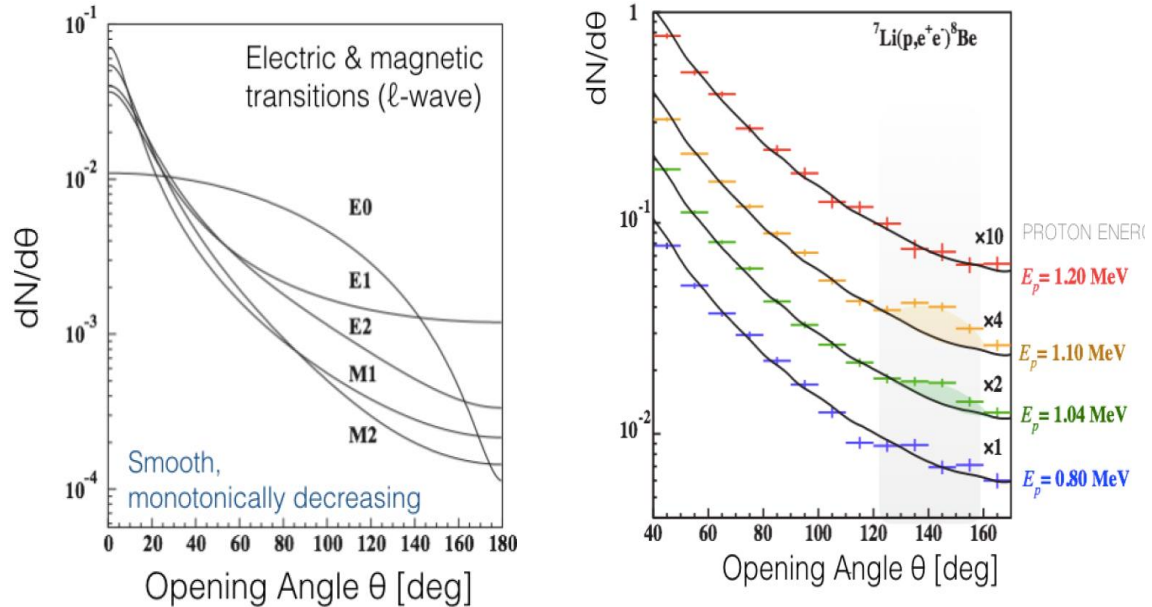 dN/dθ
10⁻¹
10⁻²
10⁻³
10⁻⁴
Electric & magnetic
transitions (ℓ-wave)
E0
E1
E2
M1
M2
Smooth,
monotonically decreasing
0 20 40 60 80 100 120 140 160 180
Opening Angle θ [deg]
dN/dθ
1
10⁻¹
10⁻²
⁷Li(p,e⁺e⁻)⁸Be
×10
PROTON ENERG
Eₚ = 1.20 MeV
×4
Eₚ = 1.10 MeV
×2
Eₚ = 1.04 MeV
×1
Eₚ = 0.80 MeV
40 60 80 100 120 140 160
Opening Angle θ [deg]